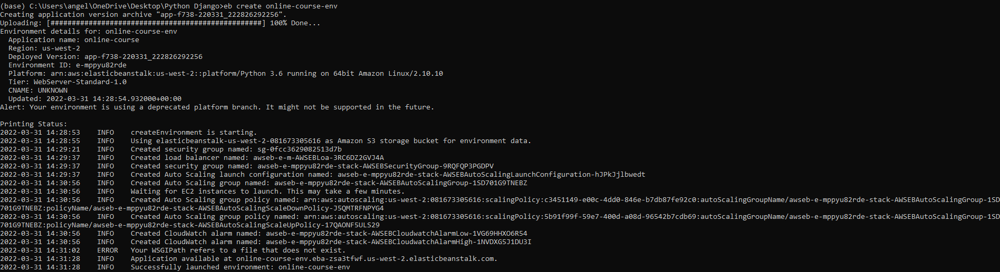 (base) C:\Users\angel\OneDrive\Desktop\Python Django>eb create online-course-env
Creating application version archive "app-f738-220331_222826292256".
Uploading: [##################################################] 100% Done...
Environment details for: online-course-env
  Application name: online-course
  Region: us-west-2
  Deployed Version: app-f738-220331_222826292256
  Environment ID: e-mppyu82rde
  Platform: arn:aws:elasticbeanstalk:us-west-2::platform/Python 3.6 running on 64bit Amazon Linux/2.10.10
  Tier: WebServer-Standard-1.0
  CNAME: UNKNOWN
  Updated: 2022-03-31 14:28:54.932000+00:00
Alert: Your environment is using a deprecated platform branch. It might not be supported in the future.

Printing Status:
2022-03-31 14:28:53    INFO    createEnvironment is starting.
2022-03-31 14:28:55    INFO    Using elasticbeanstalk-us-west-2-081673305616 as Amazon S3 storage bucket for environment data.
2022-03-31 14:29:21    INFO    Created security group named: sg-0fcc3629082513d7b
2022-03-31 14:29:37    INFO    Created load balancer named: awseb-e-m-AWSEBLoa-3RC6DZ2GVJ4A
2022-03-31 14:29:37    INFO    Created security group named: awseb-e-mppyu82rde-stack-AWSEBSecurityGroup-9RQFQP3PGDPV
2022-03-31 14:29:37    INFO    Created Auto Scaling launch configuration named: awseb-e-mppyu82rde-stack-AWSEBAutoScalingLaunchConfiguration-hJPkJjlbwedt
2022-03-31 14:30:56    INFO    Created Auto Scaling group named: awseb-e-mppyu82rde-stack-AWSEBAutoScalingGroup-1SD701G9TNEBZ
2022-03-31 14:30:56    INFO    Waiting for EC2 instances to launch. This may take a few minutes.
2022-03-31 14:30:56    INFO    Created Auto Scaling group policy named: arn:aws:autoscaling:us-west-2:081673305616:scalingPolicy:c3451149-e00c-4dd0-846e-b7db87fe92c0:autoScalingGroupName/awseb-e-mppyu82rde-stack-AWSEBAutoScalingGroup-1SD
701G9TNEBZ:policyName/awseb-e-mppyu82rde-stack-AWSEBAutoScalingScaleDownPolicy-J5QMTRFNPYG4
2022-03-31 14:30:56    INFO    Created Auto Scaling group policy named: arn:aws:autoscaling:us-west-2:081673305616:scalingPolicy:5b91f99f-59e7-400d-a08d-96542b7cdb69:autoScalingGroupName/awseb-e-mppyu82rde-stack-AWSEBAutoScalingGroup-1SD
701G9TNEBZ:policyName/awseb-e-mppyu82rde-stack-AWSEBAutoScalingScaleUpPolicy-17QAONF5ULS29
2022-03-31 14:30:56    INFO    Created CloudWatch alarm named: awseb-e-mppyu82rde-stack-AWSEBCloudwatchAlarmLow-1VG69HHXO6R54
2022-03-31 14:30:56    INFO    Created CloudWatch alarm named: awseb-e-mppyu82rde-stack-AWSEBCloudwatchAlarmHigh-1NVDXG5J1DU3I
2022-03-31 14:31:02    ERROR   Your WSGIPath refers to a file that does not exist.
2022-03-31 14:31:28    INFO    Application available at online-course-env.eba-zsa3tfwf.us-west-2.elasticbeanstalk.com.
2022-03-31 14:31:28    INFO    Successfully launched environment: online-course-env